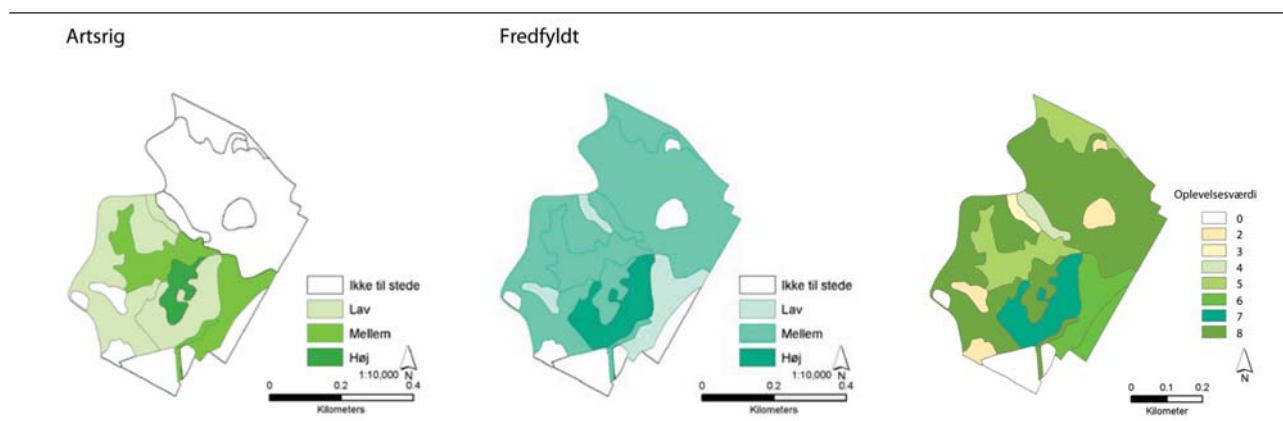 Artsrig
Ikke til stede
Lav
Mellem
Høj
1:10,000
N
0 0.2 0.4
Kilometers
Fredfyldt
Ikke til stede
Lav
Mellem
Høj
1:10,000
N
0 0.2 0.4
Kilometers
Oplevelsesværdi
0
2
3
4
5
6
7
8
N
0 0.1 0.2
Kilometer